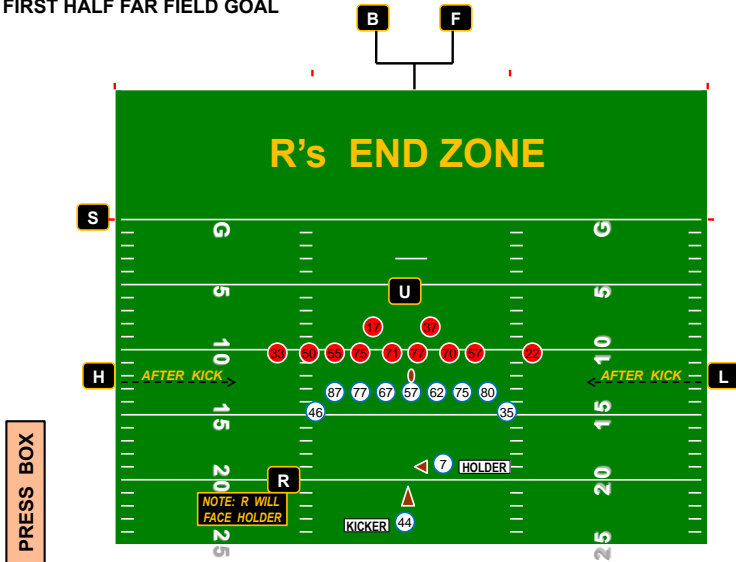 FIRST HALF FAR FIELD GOAL
B F
R's END ZONE
S
G G
5 5
U
17 37
10 10
33 50 55 75 71 77 70 57 22
H AFTER KICK AFTER KICK L
87 77 67 57 62 75 80
46 35
15 15
7 HOLDER
20 20
R
NOTE: R WILL
FACE HOLDER
KICKER 44
25 25
PRESS BOX